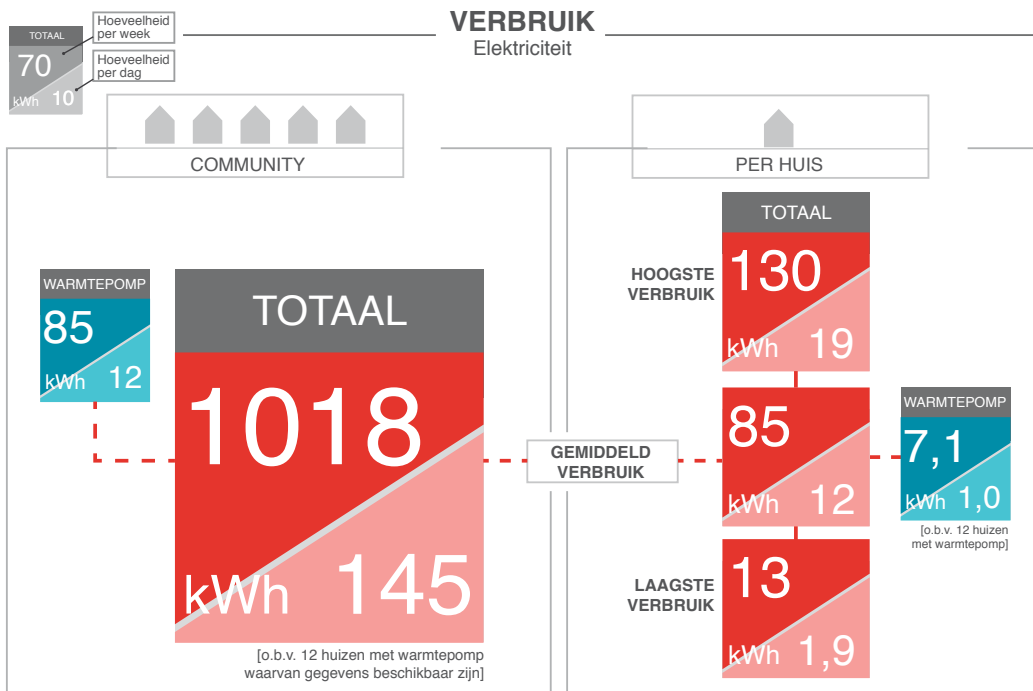 VERBRUIK
Elektriciteit
TOTAAL
70
kWh 10
Hoeveelheid
per week
Hoeveelheid
per dag
COMMUNITY
WARMTEPOMP
85
kWh 12
TOTAAL
1018
kWh 145
[o.b.v. 12 huizen met warmtepomp
waarvan gegevens beschikbaar zijn]
GEMIDDELD
VERBRUIK
PER HUIS
TOTAAL
HOOGSTE
VERBRUIK
130
kWh 19
85
kWh 12
WARMTEPOMP
7,1
kWh 1,0
[o.b.v. 12 huizen
met warmtepomp]
LAAGSTE
VERBRUIK
13
kWh 1,9